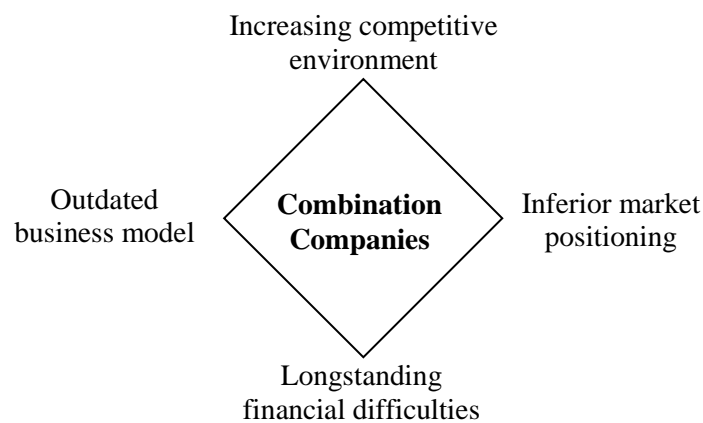 Increasing competitive
environment
Outdated
business model
Combination
Companies
Inferior market
positioning
Longstanding
financial difficulties